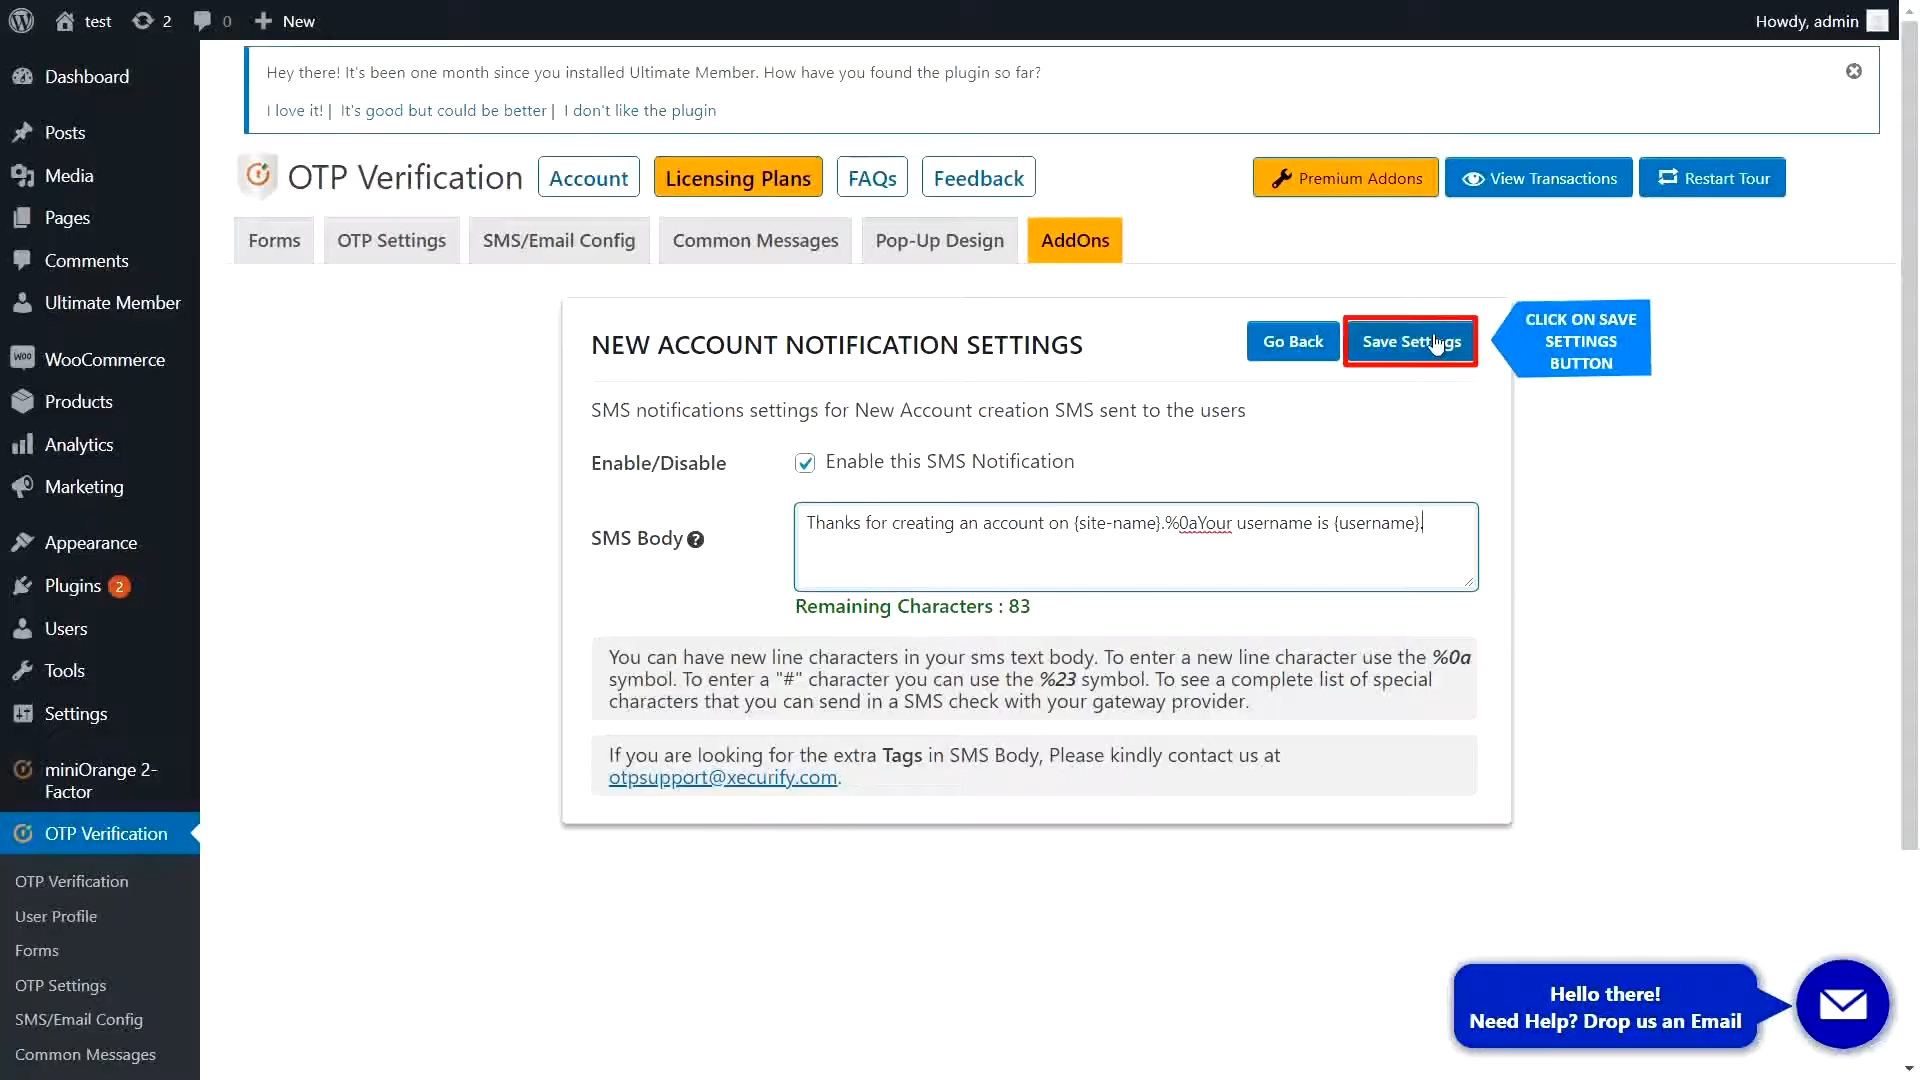 test
2
0
New
Howdy, admin
Dashboard
Posts
Media
Pages
Comments
Ultimate Member
WOO
WooCommerce
Products
Analytics
Marketing
Appearance
Plugins 2
Users
Tools
Settings
miniOrange 2-
Factor
OTP Verification
OTP Verification
User Profile
Forms
OTP Settings
SMS/Email Config
Common Messages
Hey there! It's been one month since you installed Ultimate Member. How have you found the plugin so far?
I love it! | It's good but could be better | I don't like the plugin
OTP Verification
Account
Licensing Plans
FAQs
Feedback
Premium Addons
View Transactions
Restart Tour
Forms
OTP Settings
SMS/Email Config
Common Messages
Pop-Up Design
AddOns
NEW ACCOUNT NOTIFICATION SETTINGS
Go Back
Save Settings
CLICK ON SAVE
SETTINGS
BUTTON
SMS notifications settings for New Account creation SMS sent to the users
Enable/Disable
Enable this SMS Notification
SMS Body ?
Thanks for creating an account on {site-name}.%0aYour username is {username}.
Remaining Characters : 83
You can have new line characters in your sms text body. To enter a new line character use the %0a
symbol. To enter a "#" character you can use the %23 symbol. To see a complete list of special
characters that you can send in a SMS check with your gateway provider.
If you are looking for the extra Tags in SMS Body, Please kindly contact us at
otpsupport@xecurify.com.
Hello there!
Need Help? Drop us an Email